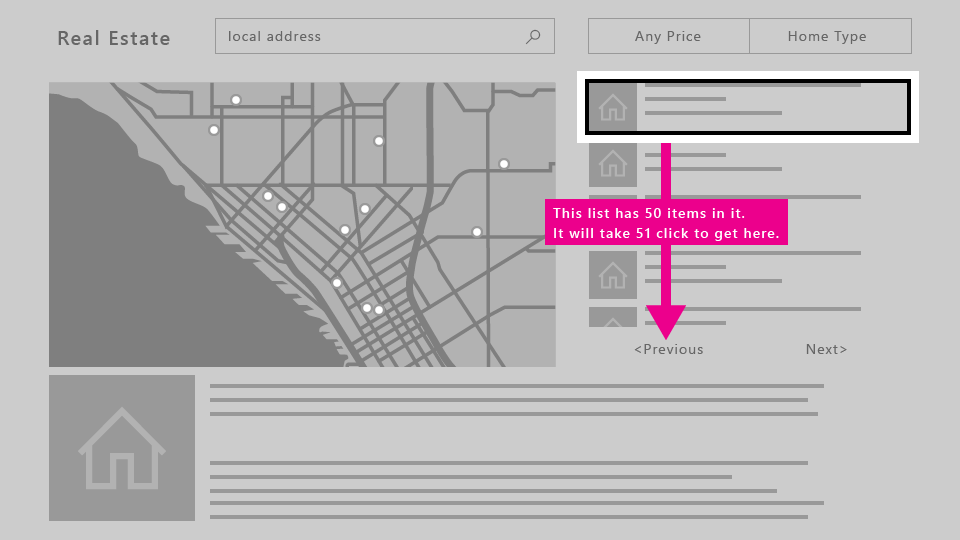 Real Estate
local address
Any Price
Home Type
This list has 50 items in it.
It will take 51 click to get here.
<Previous
Next>